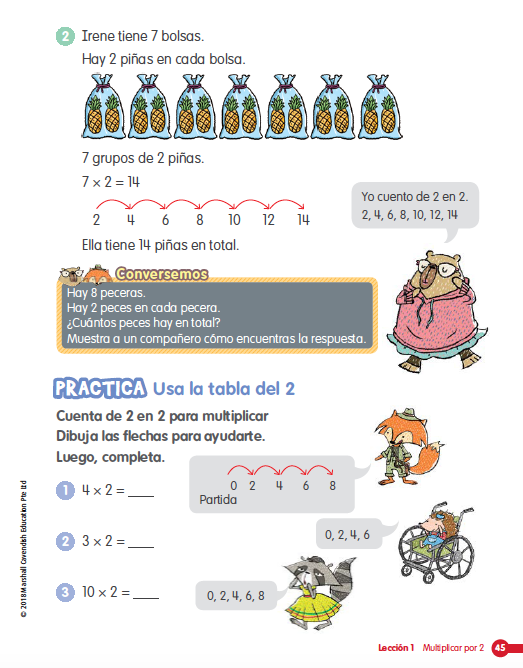 2 Irene tiene 7 bolsas.
Hay 2 piñas en cada bolsa.
7 grupos de 2 piñas.
7 × 2 = 14
2 4 6 8 10 12 14
Yo cuento de 2 en 2.
2, 4, 6, 8, 10, 12, 14
Ella tiene 14 piñas en total.
Conversemos
Hay 8 peceras.
Hay 2 peces en cada pecera.
¿Cuántos peces hay en total?
Muestra a un compañero cómo encuentras la respuesta.
PRACTICA Usa la tabla del 2
Cuenta de 2 en 2 para multiplicar
Dibuja las flechas para ayudarte.
Luego, completa.
0 2 4 6 8
Partida
1 4 × 2 = ____
0, 2, 4, 6
2 3 × 2 = ____
0, 2, 4, 6, 8
3 10 × 2 = ____
© 2018 Marshall Cavendish Education Pte Ltd
Lección 1 Multiplicar por 2 45